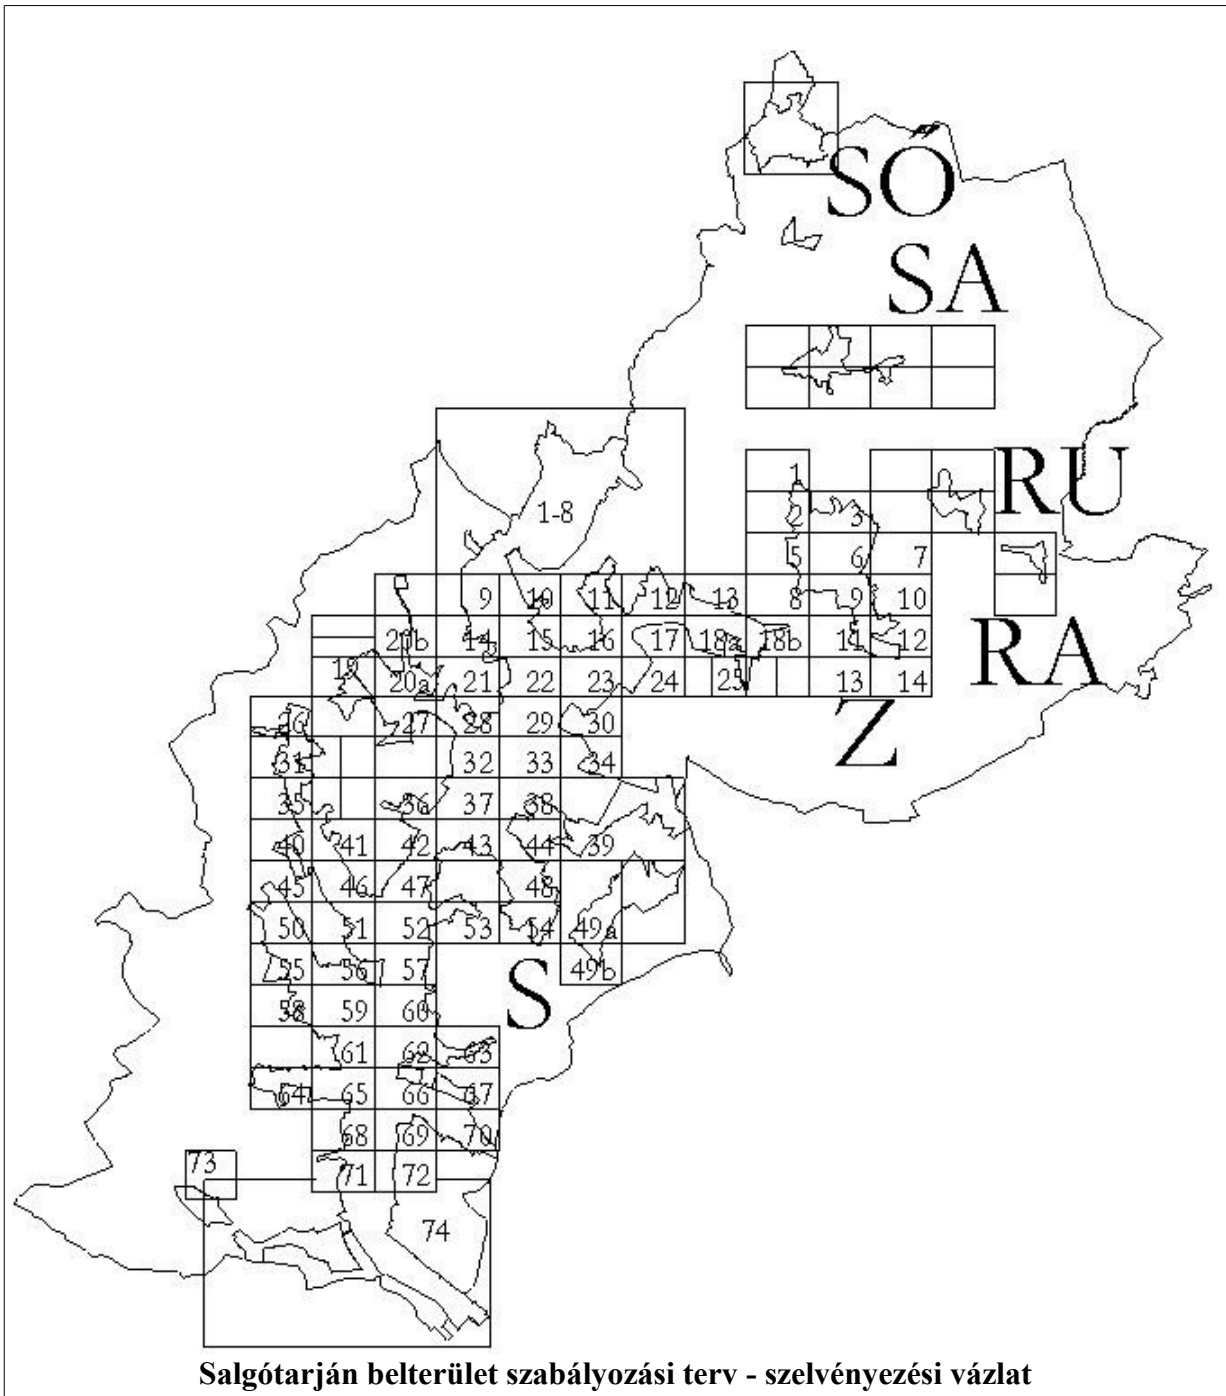 SO
SA
RU
1
1-8
2 3
5 6 7
9 10 11 12 13 8 9 10
20b 14 15 16 17 18a 18b 11 12
RA
19 20a 21 22 23 24 25 13 14
Z
26 27 28 29 30
31 32 33 34
35 36 37 38
40 41 42 43 44 39
45 46 47 48
50 51 52 53 54 49a
55 56 57 49b
S
58 59 60
61 62 63
64 65 66 67
68 69 70
73 71 72
74
Salgótarján belterület szabályozási terv - szelvényezési vázlat